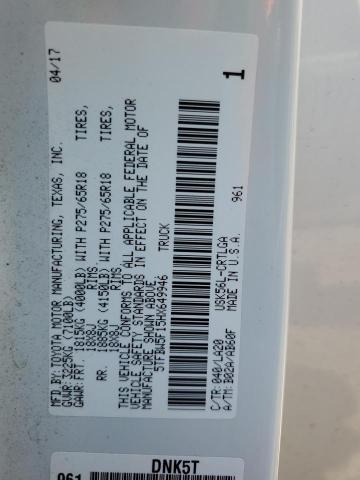 MFD BY: TOYOTA MOTOR MANUFACTURING, TEXAS, INC. 04/17
GVWR: 3225KG (7100LB)
GAWR: FRT. 1815KG (4000LB) WITH P275/65R18 TIRES,
18X8J RIMS
RR. 1885KG (4150LB) WITH P275/65R18 TIRES,
18X8J RIMS
THIS VEHICLE CONFORMS TO ALL APPLICABLE FEDERAL MOTOR
VEHICLE SAFETY STANDARDS IN EFFECT ON THE DATE OF
MANUFACTURE SHOWN ABOVE.
5TFBW5F15HX649946 TRUCK
USK56L-CRTLGA 961
MADE IN U.S.A.
C/TR: 040/LA20
A/TM: B02A/AB60F
1
DNK5T
961